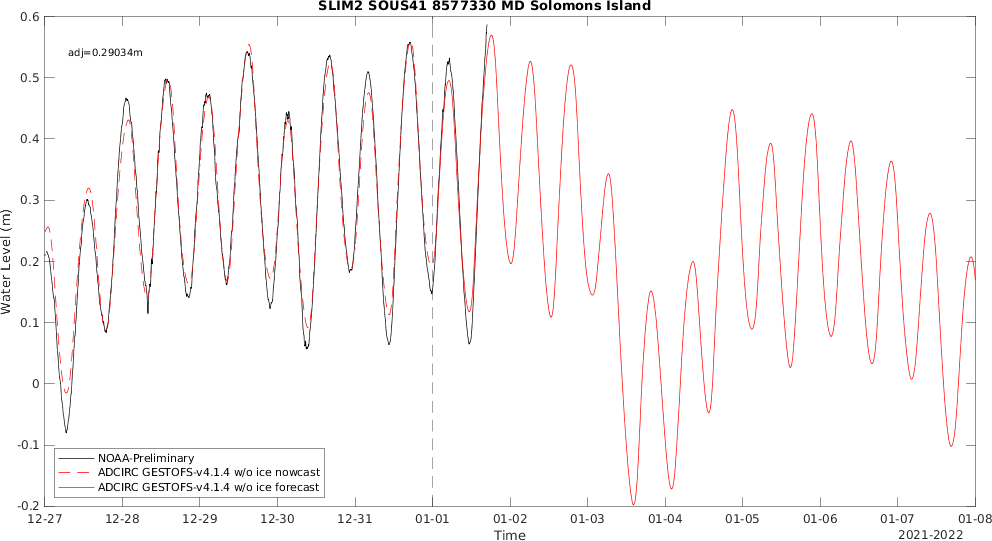 SLIM2 SOUS41 8577330 MD Solomons Island
adj=0.29034m
Water Level (m)
0.6
0.5
0.4
0.3
0.2
0.1
0
-0.1
-0.2
NOAA-Preliminary
ADCIRC GESTOFS-v4.1.4 w/o ice nowcast
ADCIRC GESTOFS-v4.1.4 w/o ice forecast
12-27 12-28 12-29 12-30 12-31 01-01 01-02 01-03 01-04 01-05 01-06 01-07 01-08
Time
2021-2022